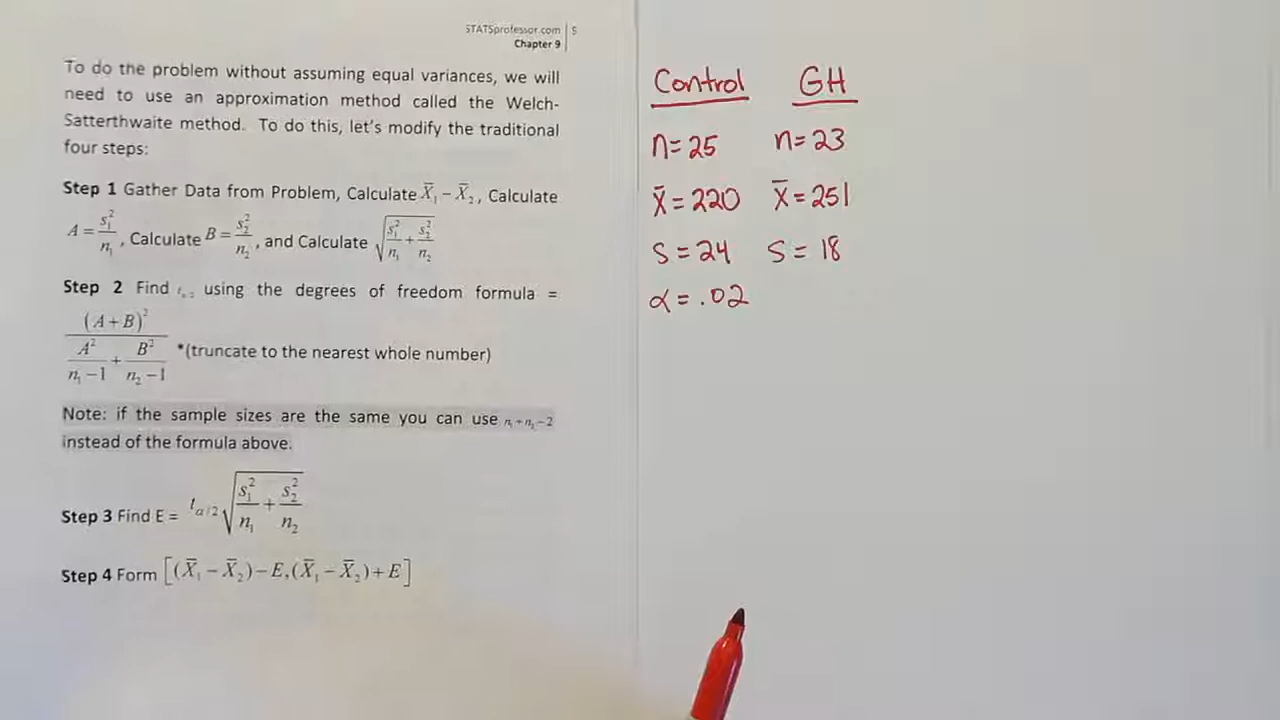 STATSprofessor.com | 9
Chapter 9
To do the problem without assuming equal variances, we will
need to use an approximation method called the Welch-
Satterthwaite method. To do this, let's modify the traditional
four steps:
Step 1 Gather Data from Problem, Calculate X̄₁ − X̄₂, Calculate
A = s₁²/n₁, Calculate B = s₂²/n₂, and Calculate √(s₁²/n₁ + s₂²/n₂)
Step 2 Find using the degrees of freedom formula =
(A + B)² / (A²/(n₁ − 1) + B²/(n₂ − 1)) *(truncate to the nearest whole number)
Note: if the sample sizes are the same you can use n₁+n₂−2
instead of the formula above.
Step 3 Find E = t_α/2 √(s₁²/n₁ + s₂²/n₂)
Step 4 Form [(X̄₁ − X̄₂) − E, (X̄₁ − X̄₂) + E]
Control GH
n = 25 n = 23
X̄ = 220 X̄ = 251
S = 24 S = 18
α = .02